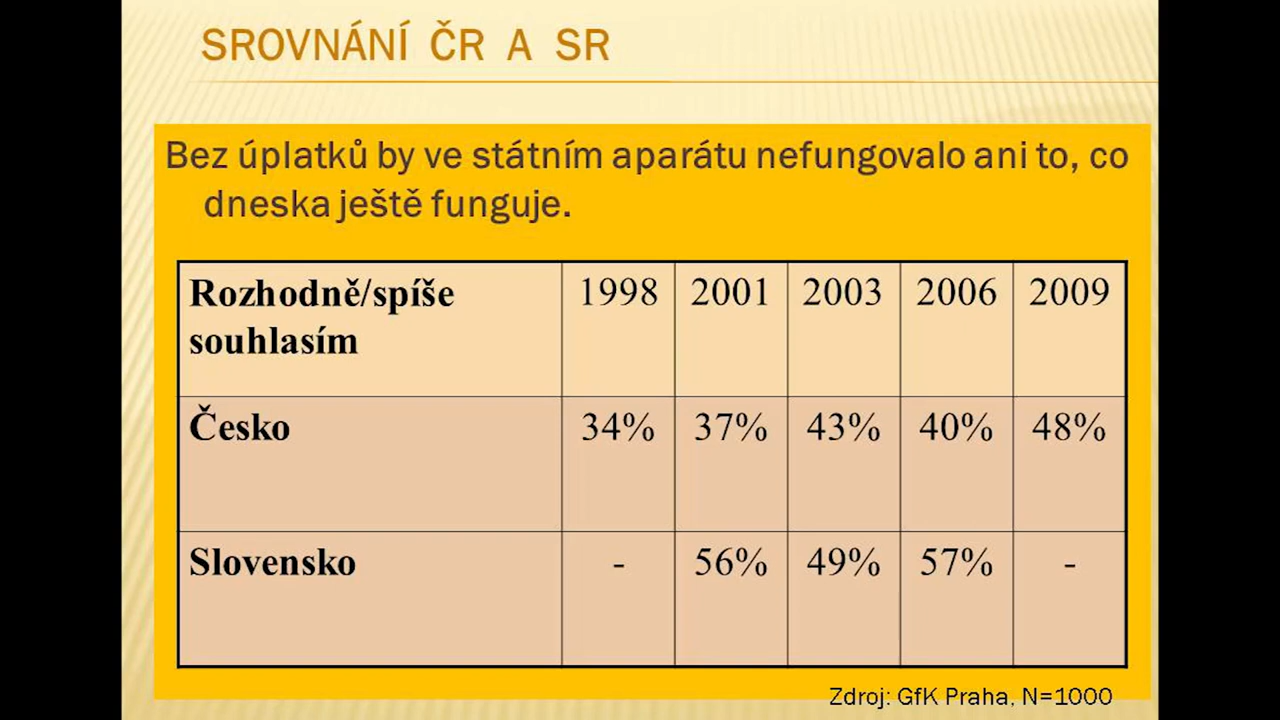 SROVNÁNÍ ČR A SR
Bez úplatků by ve státním aparátu nefungovalo ani to, co
dneska ještě funguje.
Rozhodně/spíše 1998 2001 2003 2006 2009
souhlasím
Česko 34% 37% 43% 40% 48%
Slovensko - 56% 49% 57% -
Zdroj: GfK Praha, N=1000